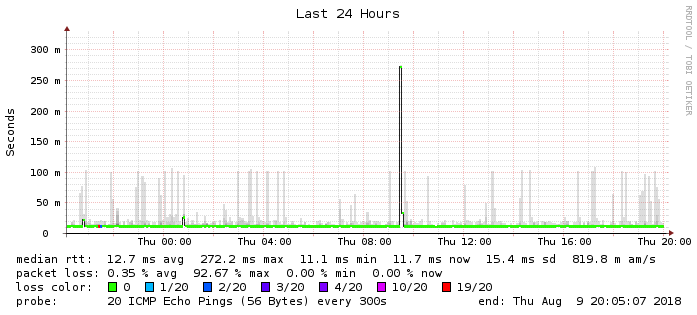 Last 24 Hours
RRDTOOL / TOBI OETIKER
Seconds
300 m
250 m
200 m
150 m
100 m
50 m
0
Thu 00:00 Thu 04:00 Thu 08:00 Thu 12:00 Thu 16:00 Thu 20:00
median rtt: 12.7 ms avg 272.2 ms max 11.1 ms min 11.7 ms now 15.4 ms sd 819.8 m am/s
packet loss: 0.35 % avg 92.67 % max 0.00 % min 0.00 % now
loss color: 0 1/20 2/20 3/20 4/20 10/20 19/20
probe: 20 ICMP Echo Pings (56 Bytes) every 300s end: Thu Aug 9 20:05:07 2018